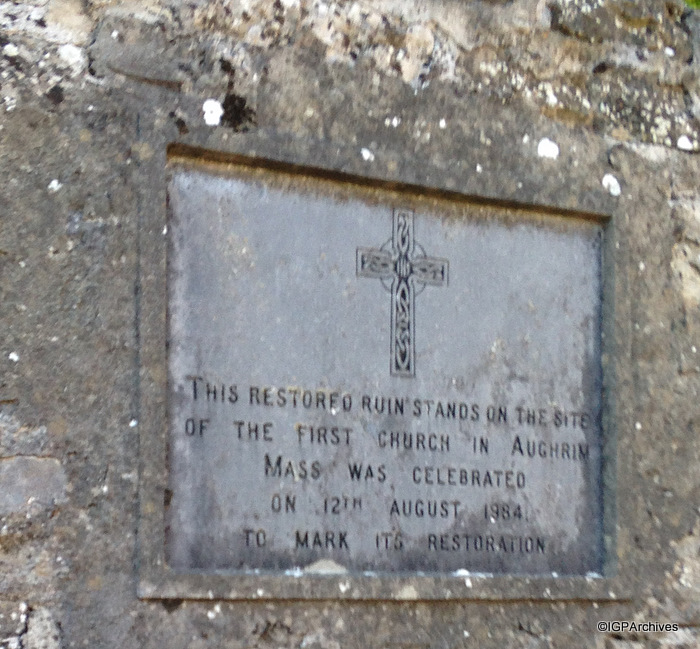 THIS RESTORED RUIN STANDS ON THE SITE
OF THE FIRST CHURCH IN AUGHRIM
MASS WAS CELEBRATED
ON 12TH AUGUST 1984
TO MARK ITS RESTORATION
©IGPArchives